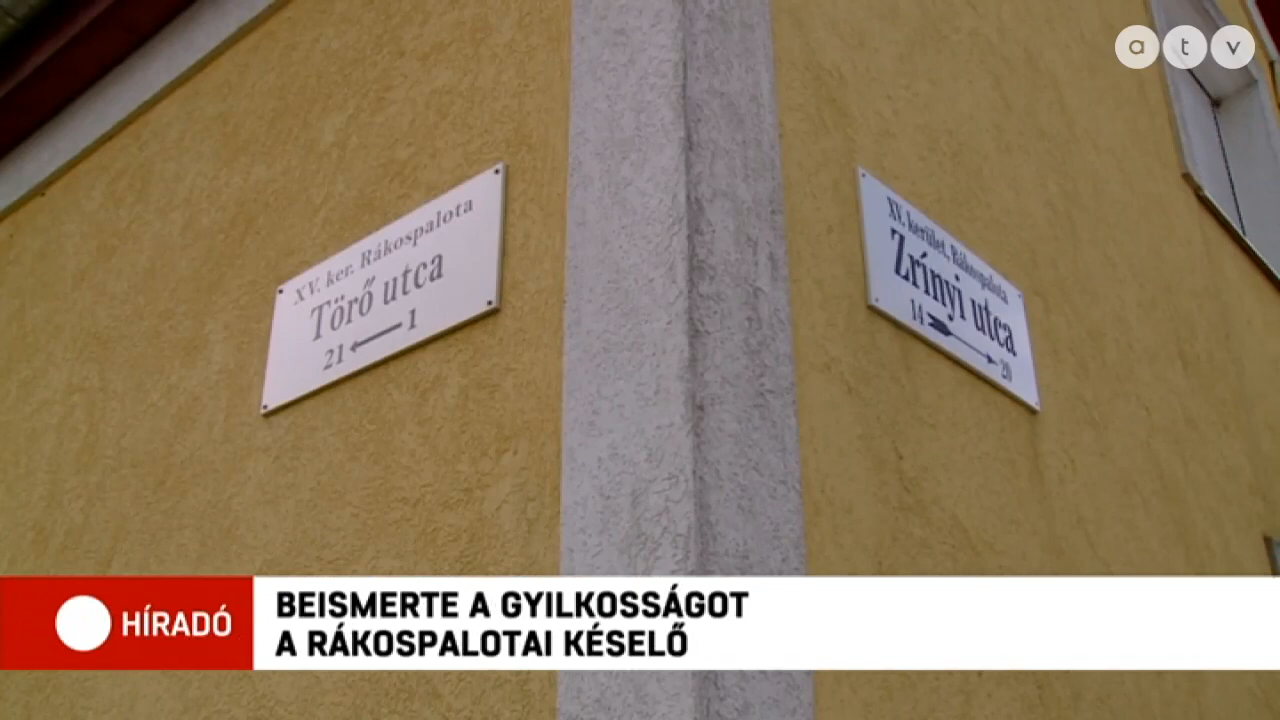 atv
XV. ker. Rákospalota
Törő utca
21 1
XV. kerület, Rákospalota
Zrínyi utca
14 20
HÍRADÓ
BEISMERTE A GYILKOSSÁGOT
A RÁKOSPALOTAI KÉSELŐ